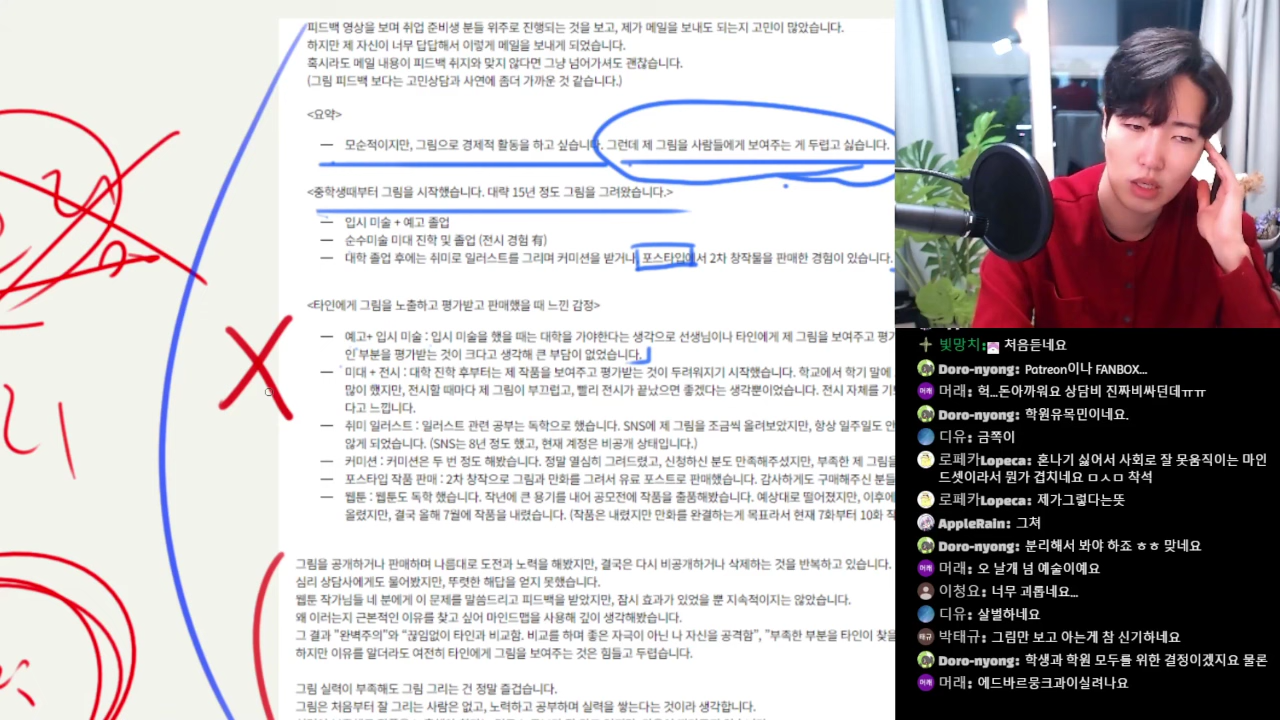 피드백 영상을 보며 취업 준비생 분들 위주로 진행되는 것을 보고, 제가 메일을 보내도 되는지 고민이 많았습니다.
하지만 제 자신이 너무 답답해서 이렇게 메일을 보내게 되었습니다.
혹시라도 메일 내용이 피드백 취지와 맞지 않다면 그냥 넘어가셔도 괜찮습니다.
(그림 피드백 보다는 고민상담과 사연에 좀더 가까운 것 같습니다.)
<요약>
— 모순적이지만, 그림으로 경제적 활동을 하고 싶습니다. 그런데 제 그림을 사람들에게 보여주는 게 두렵고 싫습니다.
<중학생때부터 그림을 시작했습니다. 대략 15년 정도 그림을 그려왔습니다.>
— 입시 미술 + 예고 졸업
— 순수미술 미대 진학 및 졸업 (전시 경험 有)
— 대학 졸업 후에는 취미로 일러스트를 그리며 커미션을 받거나, 포스타입에서 2차 창작물을 판매한 경험이 있습니다.
<타인에게 그림을 노출하고 평가받고 판매했을 때 느낀 감정>
— 예고+ 입시 미술 : 입시 미술을 했을 때는 대학을 가야한다는 생각으로 선생님이나 타인에게 제 그림을 보여주고 평가
인 부분을 평가받는 것이 크다고 생각해 큰 부담이 없었습니다.
— 미대 + 전시 : 대학 진학 후부터는 제 작품을 보여주고 평가받는 것이 두려워지기 시작했습니다. 학교에서 학기 말에
많이 했지만, 전시할 때마다 제 그림이 부끄럽고, 빨리 전시가 끝났으면 좋겠다는 생각뿐이었습니다. 전시 자체를 기
다고 느낍니다.
— 취미 일러스트 : 일러스트 관련 공부는 독학으로 했습니다. SNS에 제 그림을 조금씩 올려보았지만, 항상 일주일도 안
않게 되었습니다. (SNS는 8년 정도 했고, 현재 계정은 비공개 상태입니다.)
— 커미션 : 커미션은 두 번 정도 해봤습니다. 정말 열심히 그려드렸고, 신청하신 분도 만족해주셨지만, 부족한 제 그림을
— 포스타입 작품 판매 : 2차 창작으로 그림과 만화를 그려서 유료 포스트로 판매했습니다. 감사하게도 구매해주신 분들
— 웹툰 : 웹툰도 독학 했습니다. 작년에 큰 용기를 내어 공모전에 작품을 출품해봤습니다. 예상대로 떨어졌지만, 이후에
올렸지만, 결국 올해 7월에 작품을 내렸습니다. (작품은 내렸지만 만화를 완결하는게 목표라서 현재 7화부터 10화 작
그림을 공개하거나 판매하며 나름대로 도전과 노력을 해봤지만, 결국은 다시 비공개하거나 삭제하는 것을 반복하고 있습니다.
심리 상담사에게도 물어봤지만, 뚜렷한 해답을 얻지 못했습니다.
웹툰 작가님들 네 분에게 이 문제를 말씀드리고 피드백을 받았지만, 잠시 효과가 있었을 뿐 지속적이지는 않았습니다.
왜 이러는지 근본적인 이유를 찾고 싶어 마인드맵을 사용해 깊이 생각해봤습니다.
그 결과 "완벽주의"와 "끊임없이 타인과 비교함. 비교를 하며 좋은 자극이 아닌 나 자신을 공격함", "부족한 부분을 타인이 찾을
하지만 이유를 알더라도 여전히 타인에게 그림을 보여주는 것은 힘들고 두렵습니다.
그림 실력이 부족해도 그림 그리는 건 정말 즐겁습니다.
그림은 처음부터 잘 그리는 사람은 없고, 노력하고 공부하며 실력을 쌓는다는 것이라 생각합니다.
빛망치: 처음듣네요
Doro-nyong: Patreon이나 FANBOX...
머래: 헉...돈아까워요 상담비 진짜비싸던데ㅠㅠ
Doro-nyong: 학원유목민이네요.
디유: 금쪽이
로페카Lopeca: 혼나기 싫어서 사회로 잘 못움직이는 마인
드셋이라서 뭔가 겹치네요 ㅁㅅㅁ 착석
로페카Lopeca: 제가그렇다는뜻
AppleRain: 그쳐
Doro-nyong: 분리해서 봐야 하죠 ㅎㅎ 맞네요
머래: 오 날개 넘 예술이예요
이청요: 너무 괴롭네요...
디유: 살벌하네요
박태규: 그림만 보고 아는게 참 신기하네요
Doro-nyong: 학생과 학원 모두를 위한 결정이겠지요 물론
머래: 에드바르뭉크과이실려나요